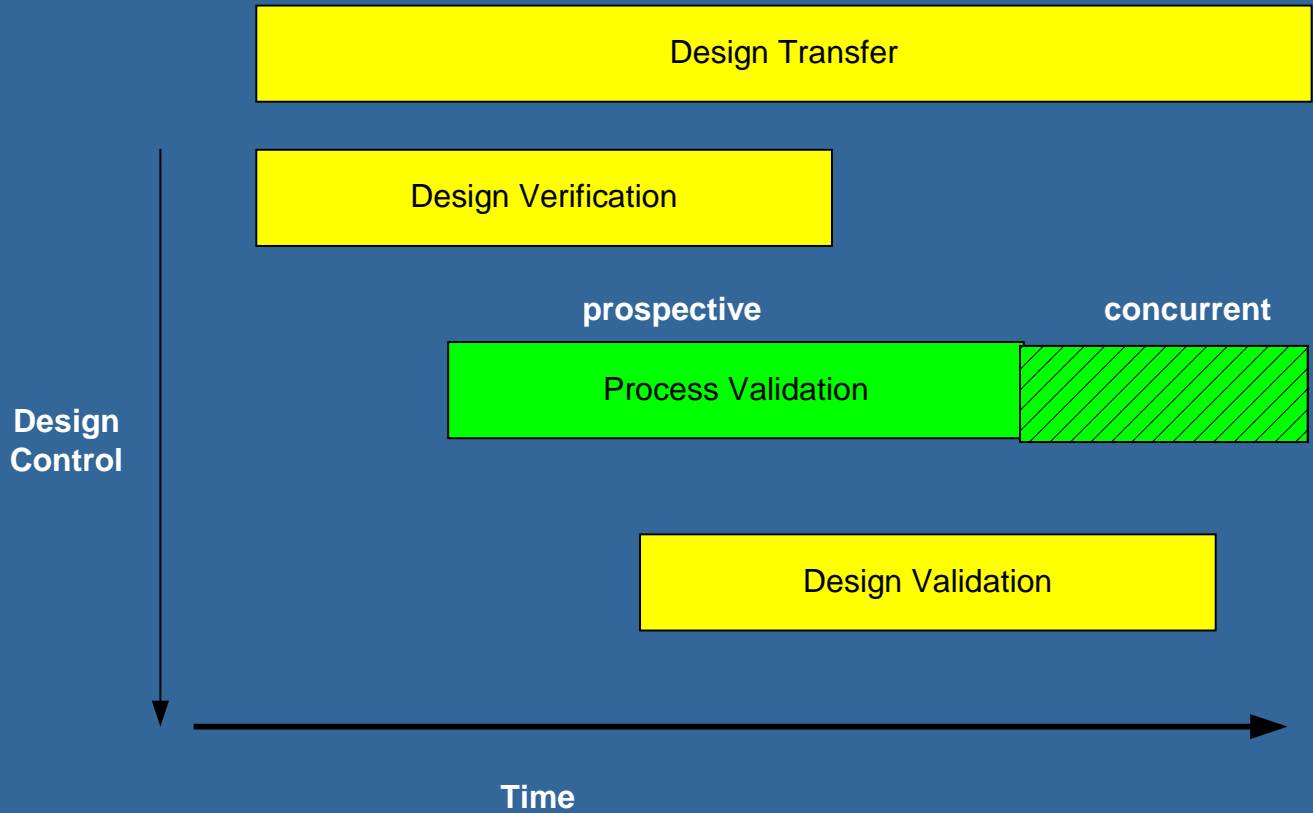 Design Transfer
Design Verification
prospective
concurrent
Process Validation
Design
Control
Design Validation
Time